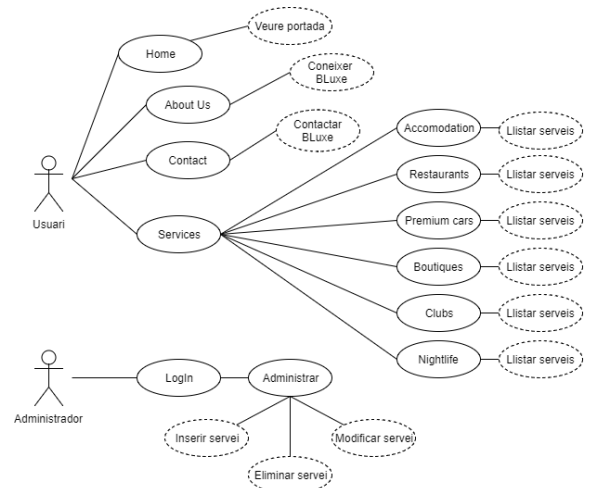 Veure portada
Home
Coneixer
BLuxe
About Us
Contactar
BLuxe
Contact
Accomodation
Llistar serveis
Restaurants
Llistar serveis
Usuari
Services
Premium cars
Llistar serveis
Boutiques
Llistar serveis
Clubs
Llistar serveis
Nightlife
Llistar serveis
LogIn
Administrar
Administrador
Inserir servei
Modificar servei
Eliminar servei